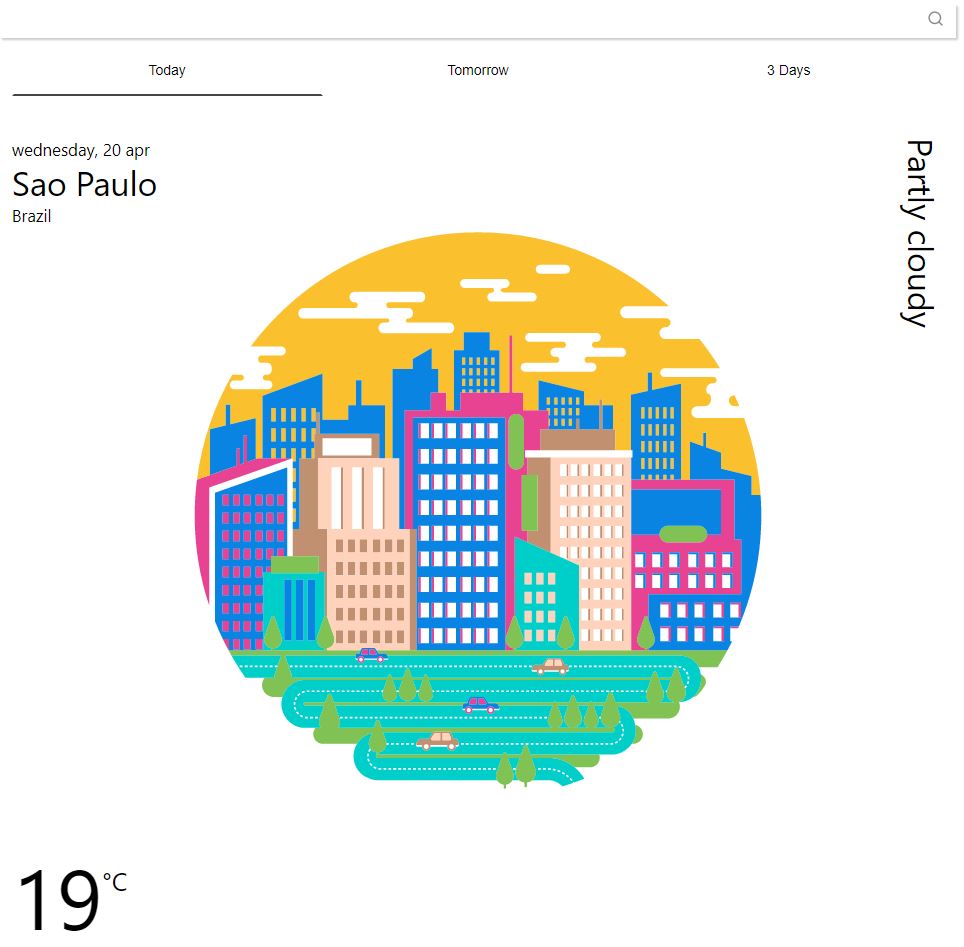 Today
Tomorrow
3 Days
wednesday, 20 apr
Sao Paulo
Brazil
Partly cloudy
19 °C